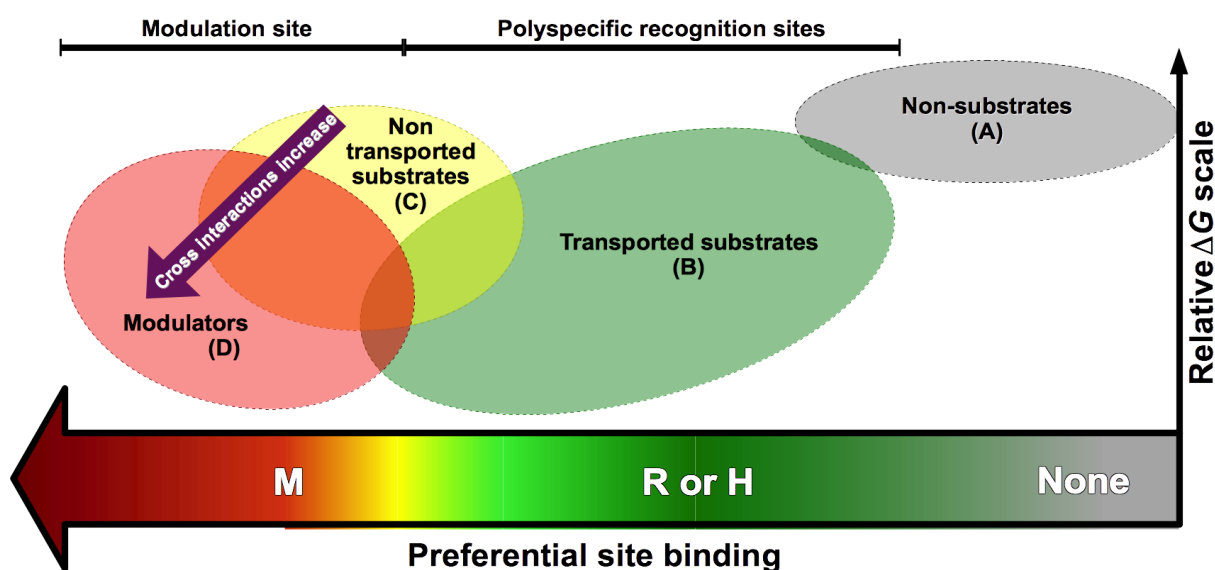 Modulation site
Polyspecific recognition sites
Non-substrates
(A)
Non
transported
substrates
(C)
Cross interactions increase
Transported substrates
(B)
Modulators
(D)
Relative ΔG scale
M
R or H
None
Preferential site binding